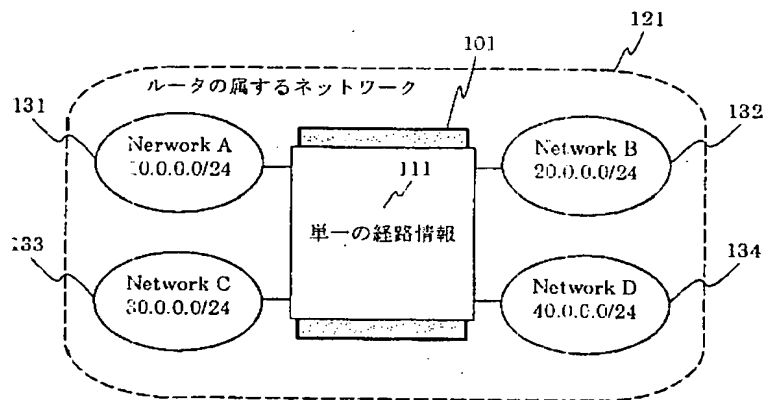 121
101
ルータの属するネットワーク
131
132
Nerwork A
10.0.0.0/24
Network B
20.0.0.0/24
111
単一の経路情報
133
134
Network C
30.0.0.0/24
Network D
40.0.0.0/24